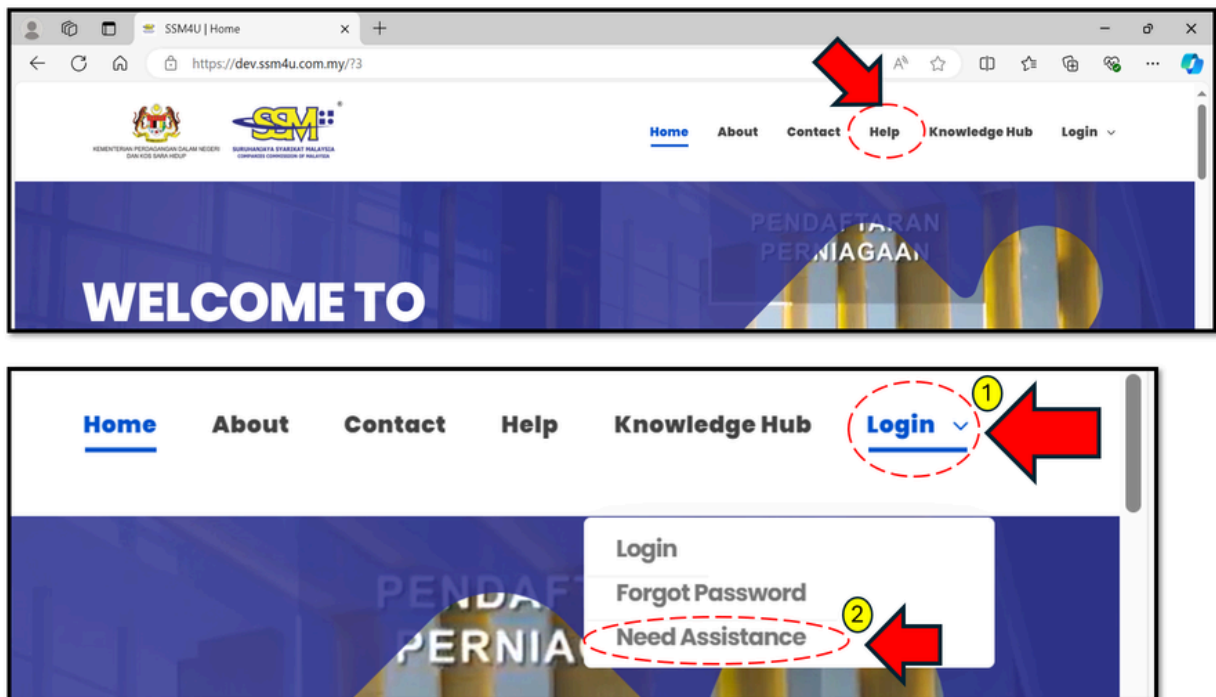 SSM4U | Home
https://dev.ssm4u.com.my/?3
KEMENTERIAN PERDAGANGAN DALAM NEGERI
DAN KOS SARA HIDUP
SSM
®
SURUHANJAYA SYARIKAT MALAYSIA
COMPANIES COMMISSION OF MALAYSIA
Home About Contact Help Knowledge Hub Login
PENDAFTARAN
PERNIAGAAN
WELCOME TO
1
Home About Contact Help Knowledge Hub Login
Login
PENDAF
Forgot Password
2
PERNIA
Need Assistance